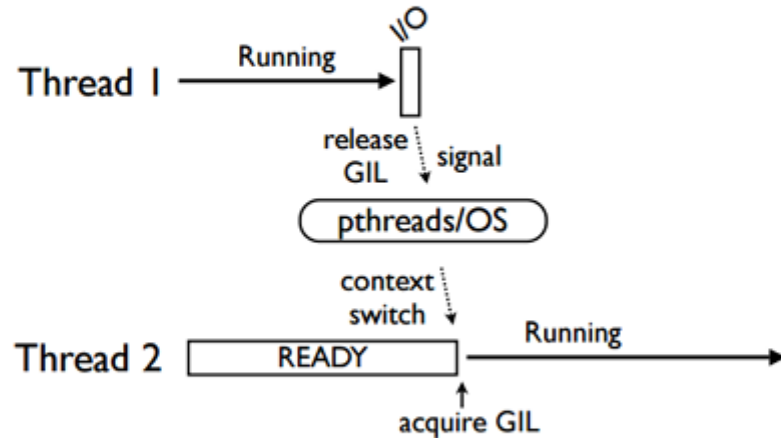 I/O
Running
Thread 1
release
GIL
signal
pthreads/OS
context
switch
Running
Thread 2
READY
acquire GIL